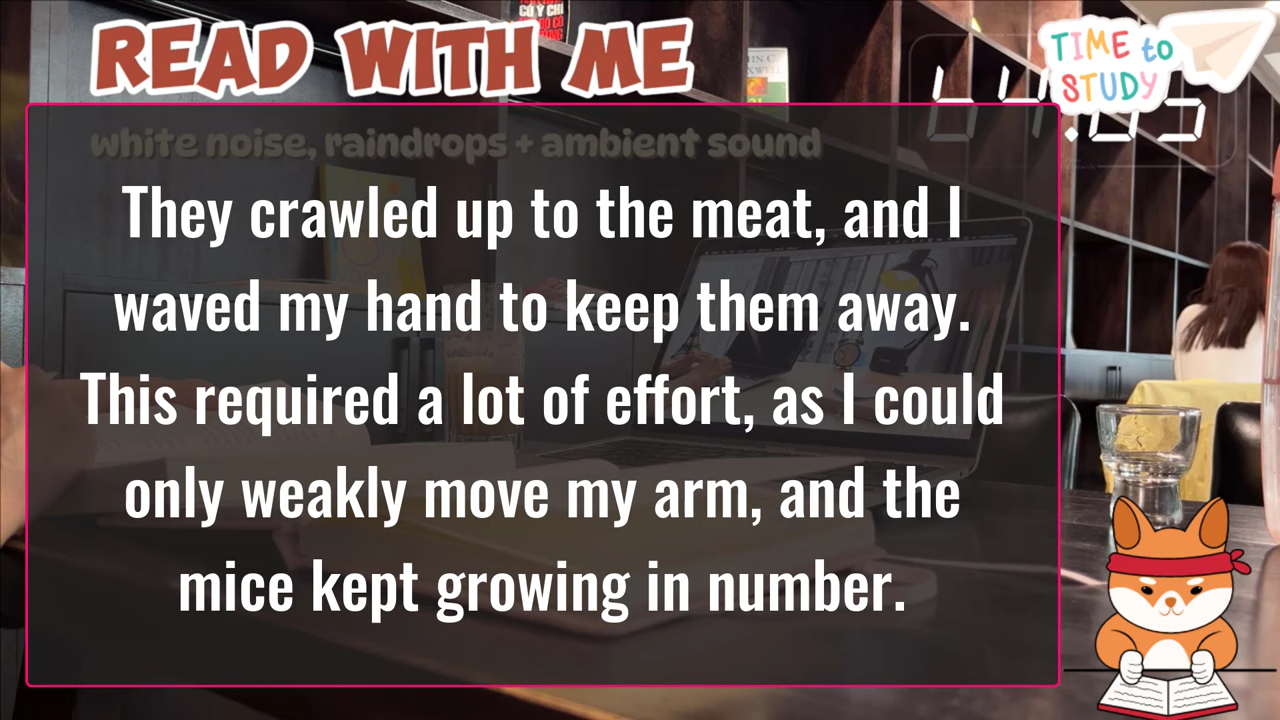 READ WITH ME
TIME to
STUDY
white noise, raindrops + ambient sound
They crawled up to the meat, and I
waved my hand to keep them away.
This required a lot of effort, as I could
only weakly move my arm, and the
mice kept growing in number.